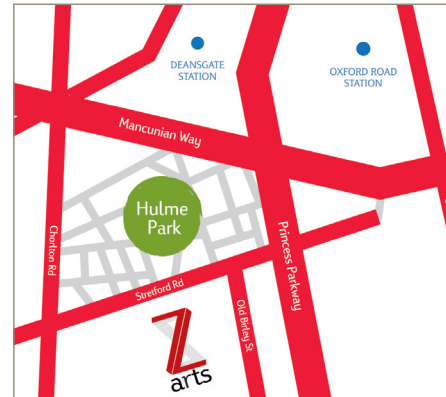 DEANSGATE
STATION
OXFORD ROAD
STATION
Mancunian Way
Hulme
Park
Chorlton Rd
Princess Parkway
Stretford Rd
Old Birley St
Z
arts